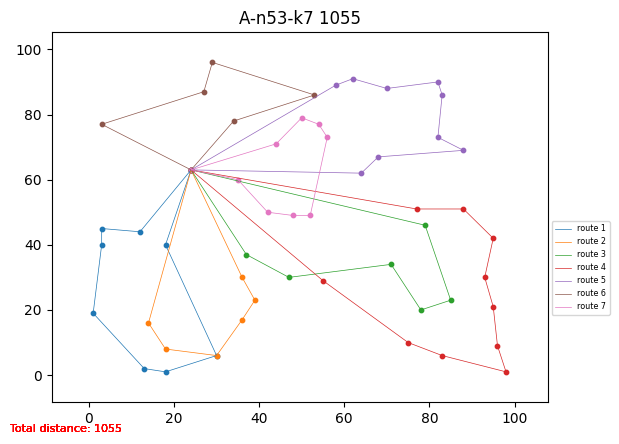 A-n53-k7 1055
100
80
60
40
20
0
0 20 40 60 80 100
route 1
route 2
route 3
route 4
route 5
route 6
route 7
Total distance: 1055